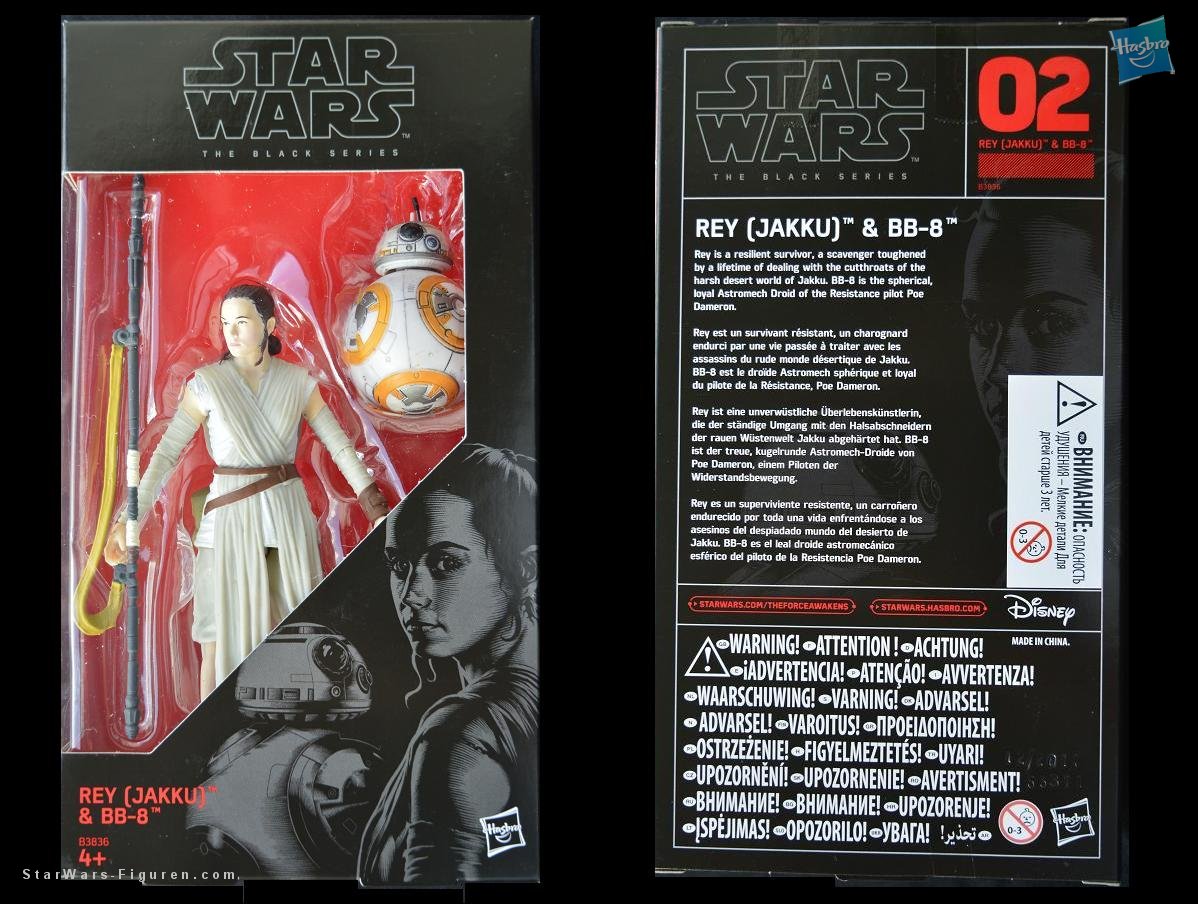 STAR
WARS™
THE BLACK SERIES
REY (JAKKU)™
& BB-8™
B3836
4+
Hasbro
StarWars-Figuren.com
Hasbro
STAR
WARS™
THE BLACK SERIES
02
REY (JAKKU)™ & BB-8™
B3836
REY (JAKKU)™ & BB-8™
Rey is a resilient survivor, a scavenger toughened
by a lifetime of dealing with the cutthroats of the
harsh desert world of Jakku. BB-8 is the spherical,
loyal Astromech Droid of the Resistance pilot Poe
Dameron.
Rey est un survivant résistant, un charognard
endurci par une vie passée à traiter avec les
assassins du rude monde désertique de Jakku.
BB-8 est le droïde Astromech sphérique et loyal
du pilote de la Résistance, Poe Dameron.
Rey ist eine unverwüstliche Überlebenskünstlerin,
die der ständige Umgang mit den Halsabschneidern
der rauen Wüstenwelt Jakku abgehärtet hat. BB-8
ist der treue, kugelrunde Astromech-Droide von
Poe Dameron, einem Piloten der
Widerstandsbewegung.
Rey es un superviviente resistente, un carroñero
endurecido por toda una vida enfrentándose a los
asesinos del despiadado mundo del desierto de
Jakku. BB-8 es el leal droide astromecánico
esférico del piloto de la Resistencia Poe Dameron.
ВНИМАНИЕ: ОПАСНОСТЬ
УДУШЕНИЯ – Мелкие детали Для
детей старше 3 лет.
0-3
STARWARS.COM/THEFORCEAWAKENS STARWARS.HASBRO.COM Disney
MADE IN CHINA.
WARNING! ATTENTION ! ACHTUNG!
¡ADVERTENCIA! ATENÇÃO! AVVERTENZA!
WAARSCHUWING! VARNING! ADVARSEL!
ADVARSEL! VAROITUS! ΠΡΟΕΙΔΟΠΟΙΗΣΗ!
OSTRZEŻENIE! FIGYELMEZTETÉS! UYARI!
UPOZORNĚNÍ! UPOZORNENIE! AVERTISMENT!
ВНИМАНИЕ! ВНИМАНИЕ! UPOZORENJE!
ĮSPĖJIMAS! OPOZORILO! УВАГА! تحذير!
0-3
Hasbro